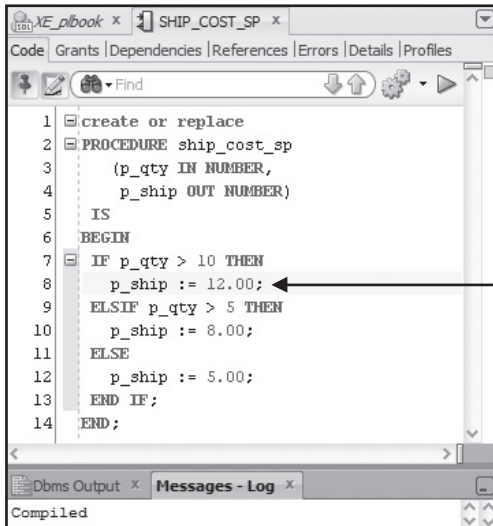 XE_plbook x SHIP_COST_SP x
Code Grants Dependencies References Errors Details Profiles
Find
1 create or replace
2 PROCEDURE ship_cost_sp
3 (p_qty IN NUMBER,
4 p_ship OUT NUMBER)
5 IS
6 BEGIN
7 IF p_qty > 10 THEN
8 p_ship := 12.00;
9 ELSIF p_qty > 5 THEN
10 p_ship := 8.00;
11 ELSE
12 p_ship := 5.00;
13 END IF;
14 END;
Dbms Output x Messages - Log x
Compiled